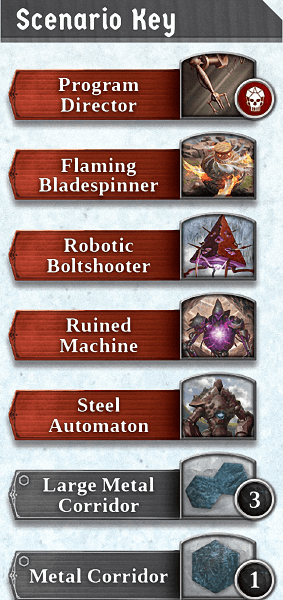 Scenario Key
Program
Director
Flaming
Bladespinner
Robotic
Boltshooter
Ruined
Machine
Steel
Automaton
Large Metal
Corridor
3
Metal Corridor
1